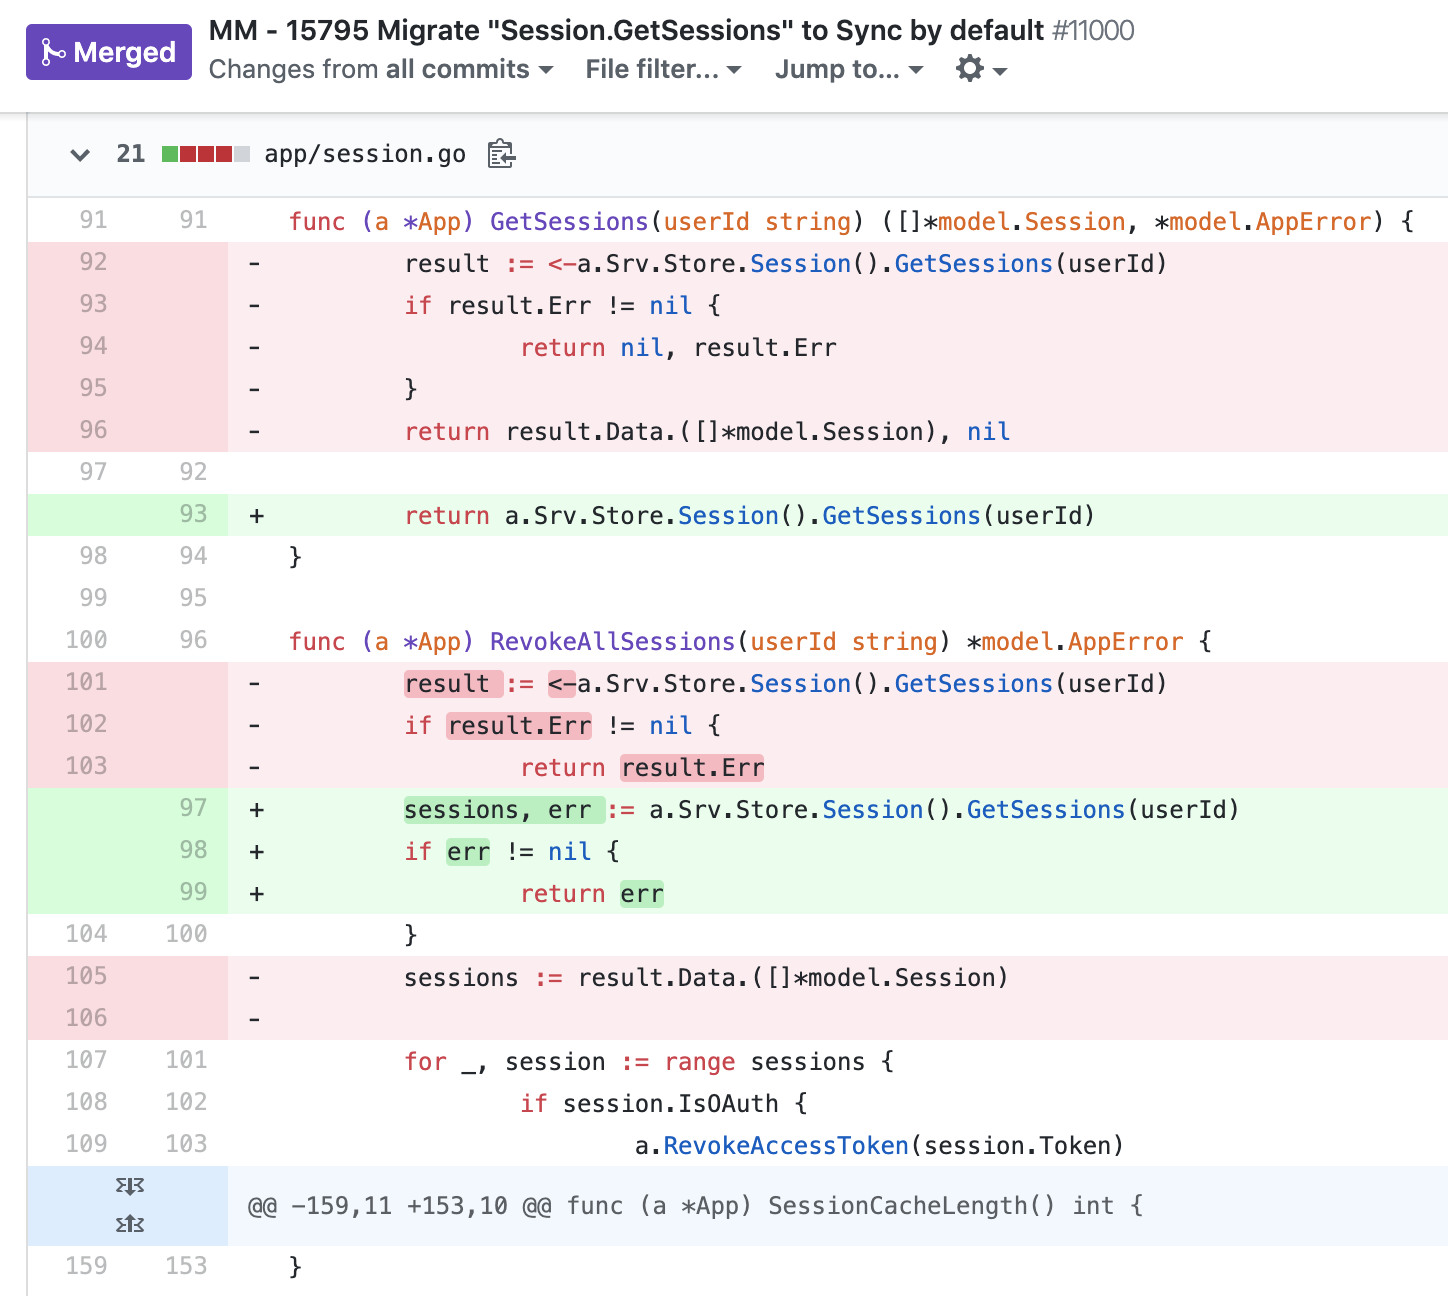 Merged
MM - 15795 Migrate "Session.GetSessions" to Sync by default #11000
Changes from all commits File filter... Jump to...
21 app/session.go
91 91 func (a *App) GetSessions(userId string) ([]*model.Session, *model.AppError) {
92 - result := <-a.Srv.Store.Session().GetSessions(userId)
93 - if result.Err != nil {
94 - return nil, result.Err
95 - }
96 - return result.Data.([]*model.Session), nil
97 92
93 + return a.Srv.Store.Session().GetSessions(userId)
98 94 }
99 95
100 96 func (a *App) RevokeAllSessions(userId string) *model.AppError {
101 - result := <-a.Srv.Store.Session().GetSessions(userId)
102 - if result.Err != nil {
103 - return result.Err
97 + sessions, err := a.Srv.Store.Session().GetSessions(userId)
98 + if err != nil {
99 + return err
104 100 }
105 - sessions := result.Data.([]*model.Session)
106 -
107 101 for _, session := range sessions {
108 102 if session.IsOAuth {
109 103 a.RevokeAccessToken(session.Token)
@@ -159,11 +153,10 @@ func (a *App) SessionCacheLength() int {
159 153 }